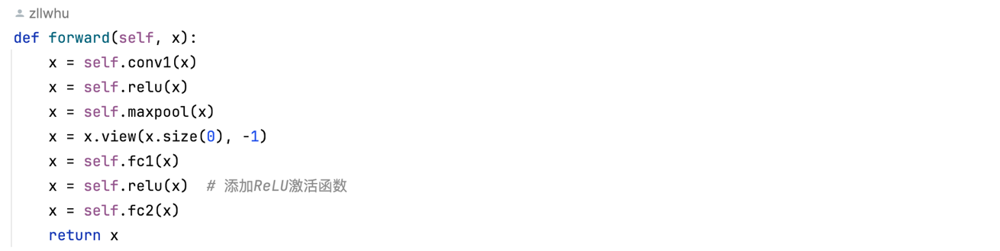 zllwhu
def forward(self, x):
    x = self.conv1(x)
    x = self.relu(x)
    x = self.maxpool(x)
    x = x.view(x.size(0), -1)
    x = self.fc1(x)
    x = self.relu(x)  # 添加ReLU激活函数
    x = self.fc2(x)
    return x